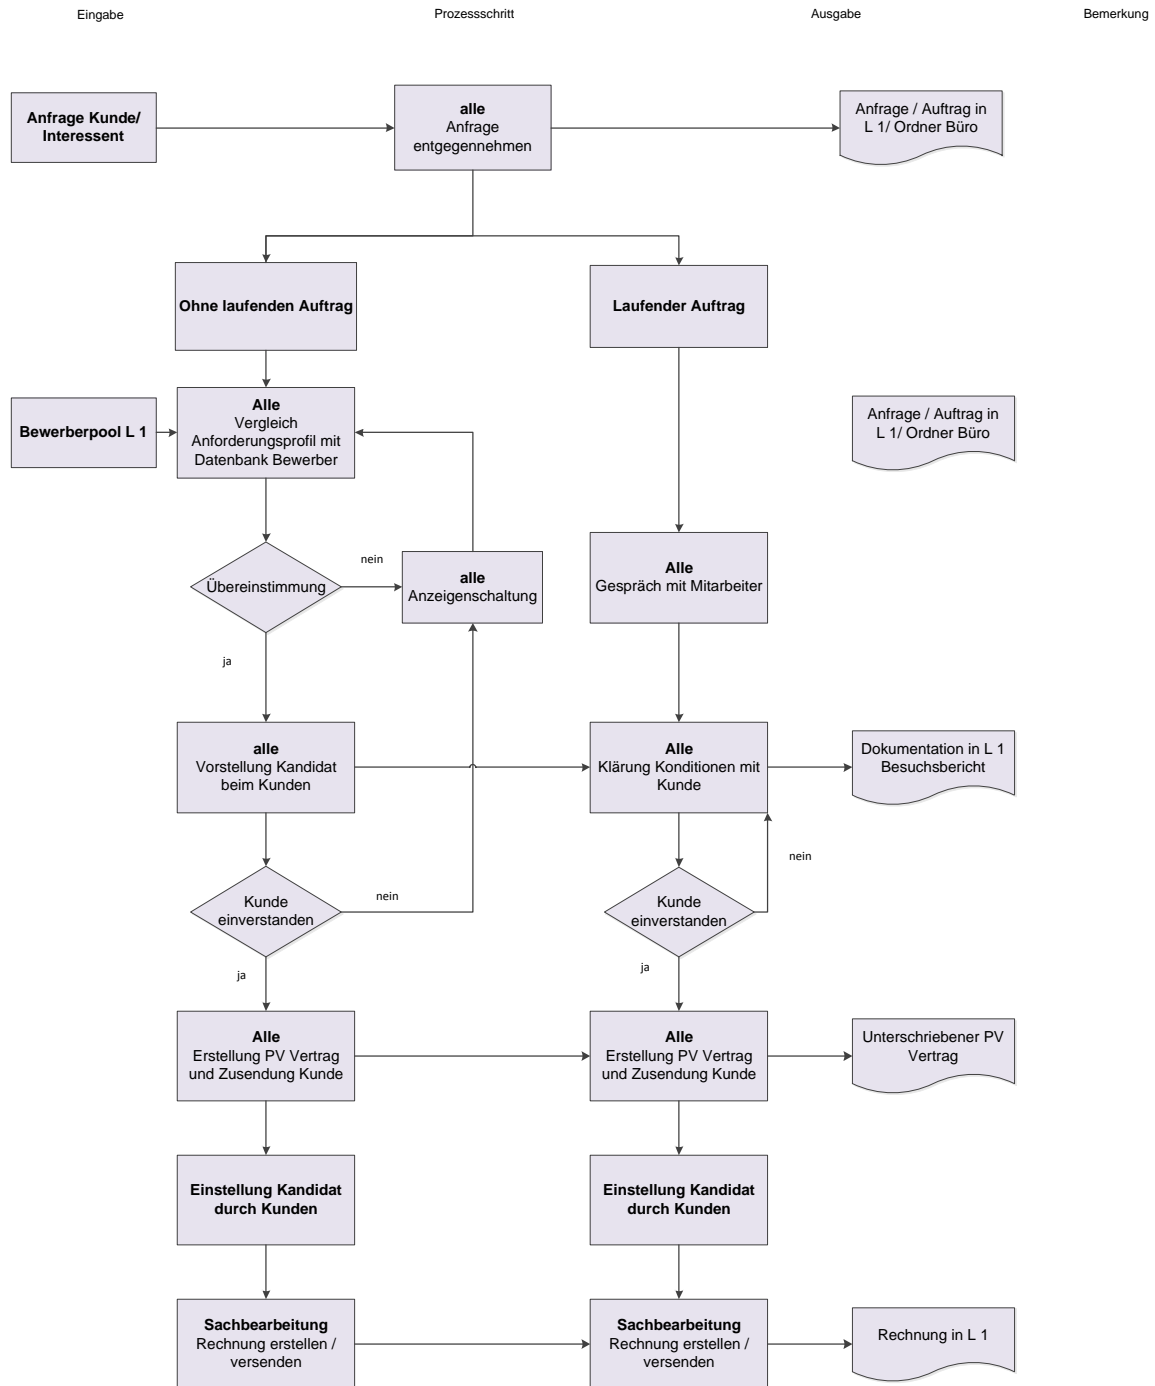 Eingabe
Prozessschritt
Ausgabe
Bemerkung
Anfrage Kunde/
Interessent
alle
Anfrage
entgegennehmen
Anfrage / Auftrag in
L 1/ Ordner Büro
Ohne laufenden Auftrag
Laufender Auftrag
Bewerberpool L 1
Alle
Vergleich
Anforderungsprofil mit
Datenbank Bewerber
Anfrage / Auftrag in
L 1/ Ordner Büro
Übereinstimmung
nein
alle
Anzeigenschaltung
Alle
Gespräch mit Mitarbeiter
ja
alle
Vorstellung Kandidat
beim Kunden
Alle
Klärung Konditionen mit
Kunde
Dokumentation in L 1
Besuchsbericht
nein
Kunde
einverstanden
nein
Kunde
einverstanden
ja
ja
Alle
Erstellung PV Vertrag
und Zusendung Kunde
Alle
Erstellung PV Vertrag
und Zusendung Kunde
Unterschriebener PV
Vertrag
Einstellung Kandidat
durch Kunden
Einstellung Kandidat
durch Kunden
Sachbearbeitung
Rechnung erstellen /
versenden
Sachbearbeitung
Rechnung erstellen /
versenden
Rechnung in L 1